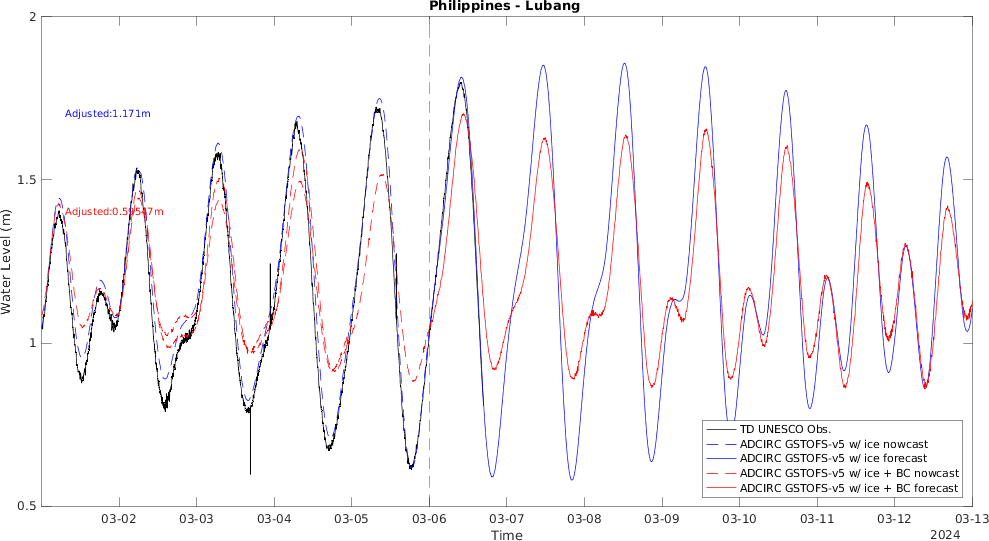 Philippines - Lubang
2
Adjusted:1.171m
1.5
Adjusted:0.59547m
Water Level (m)
1
TD UNESCO Obs.
ADCIRC GSTOFS-v5 w/ ice nowcast
ADCIRC GSTOFS-v5 w/ ice forecast
ADCIRC GSTOFS-v5 w/ ice + BC nowcast
ADCIRC GSTOFS-v5 w/ ice + BC forecast
0.5
03-02 03-03 03-04 03-05 03-06 03-07 03-08 03-09 03-10 03-11 03-12 03-13
Time
2024